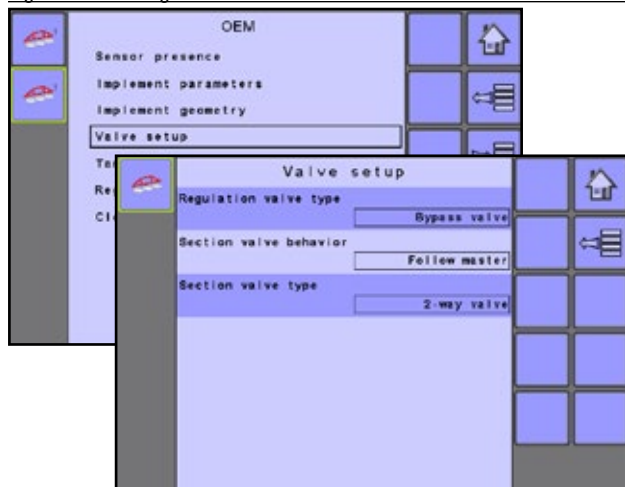 OEM
Sensor presence
Implement parameters
Implement geometry
Valve setup
Valve setup
Regulation valve type
Bypass valve
Section valve behavior
Follow master
Section valve type
2-way valve